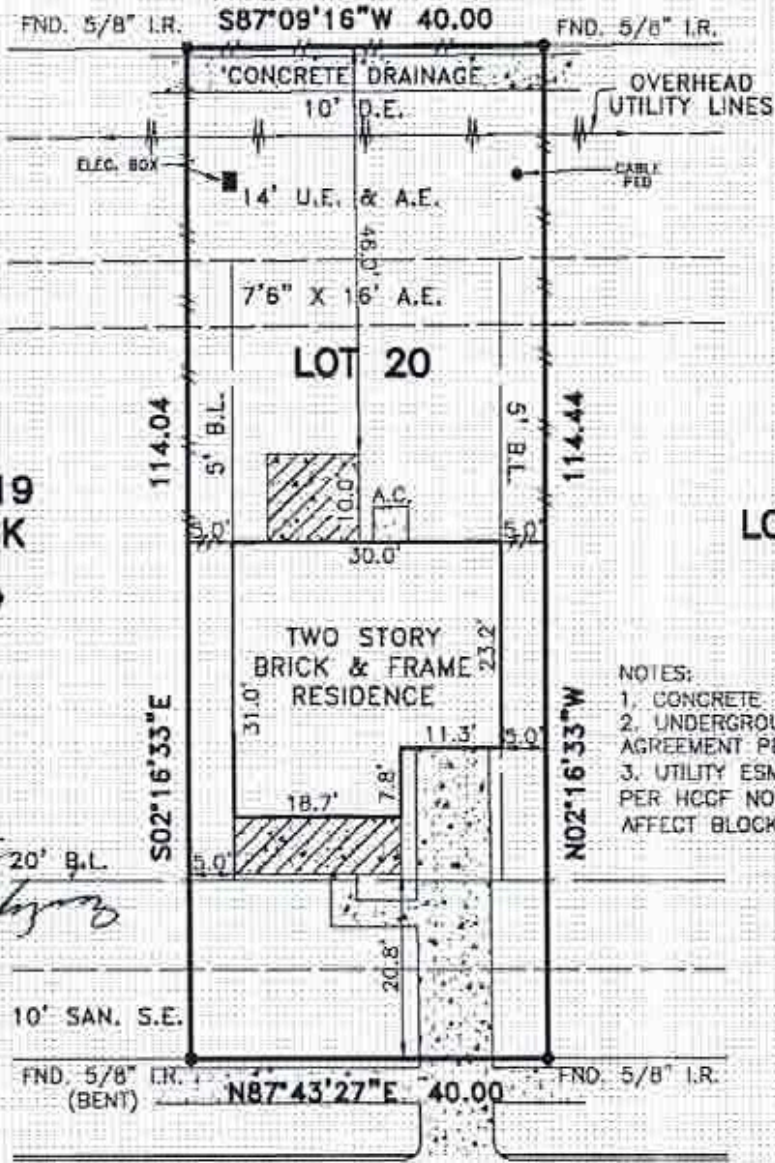 S87°09'16"W 40.00
FND. 5/8" I.R.
FND. 5/8" I.R.
CONCRETE DRAINAGE
OVERHEAD
UTILITY LINES
10' D.E.
ELEC. BOX
CABLE
PED
14' U.E. & A.E.
46.0'
7'6" X 16' A.E.
LOT 20
114.04
5' B.L.
5' B.L.
114.44
19
K
LO
10.0'
A.C.
5.0'
5.0'
30.0'
TWO STORY
BRICK & FRAME
RESIDENCE
23.2'
31.0'
S02°16'33"E
N02°16'33"W
NOTES:
1. CONCRETE
2. UNDERGROU
AGREEMENT PE
3. UTILITY ESM
PER HCCF NO
AFFECT BLOCK
11.3'
5.0'
7.8'
18.7'
20' B.L.
5.0'
20.8'
10' SAN. S.E.
FND. 5/8" I.R.
(BENT)
N87°43'27"E 40.00
FND. 5/8" I.R.